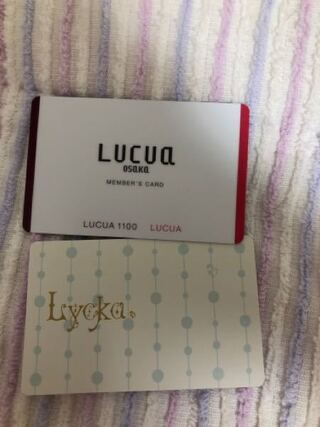 LUCUa
osaka
MEMBER'S CARD
LUCUA 1100 LUCUA
Lycka.